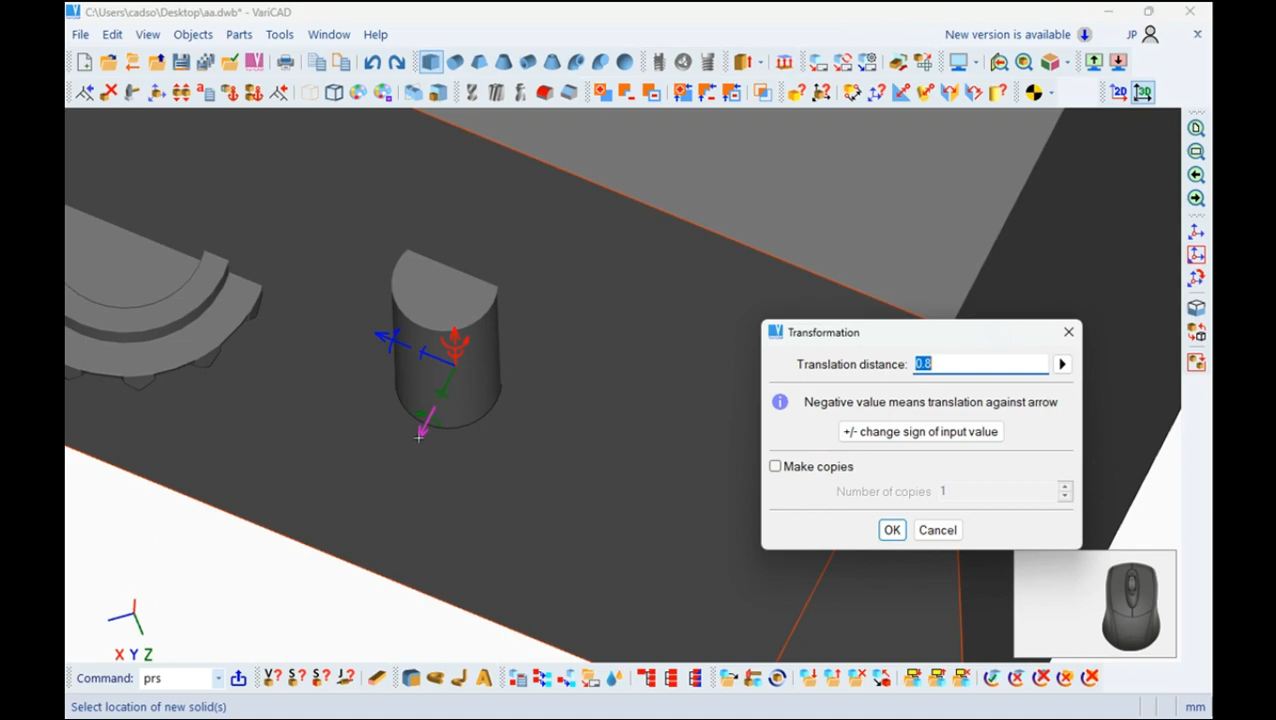 C:\Users\cadso\Desktop\aa.dwb* - VariCAD
File Edit View Objects Parts Tools Window Help
New version is available JP
2D 3D
Transformation
Translation distance: 0.8
Negative value means translation against arrow
+/- change sign of input value
Make copies
Number of copies 1
OK Cancel
X Y Z
Command: prs
Select location of new solid(s)
mm